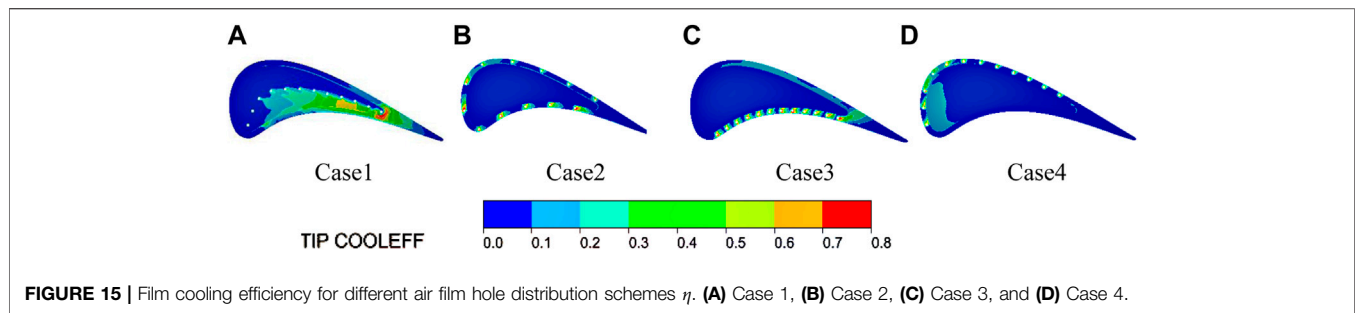 A B C D
Case1 Case2 Case3 Case4
TIP COOLEFF
0.0 0.1 0.2 0.3 0.4 0.5 0.6 0.7 0.8
FIGURE 15 | Film cooling efficiency for different air film hole distribution schemes η. (A) Case 1, (B) Case 2, (C) Case 3, and (D) Case 4.